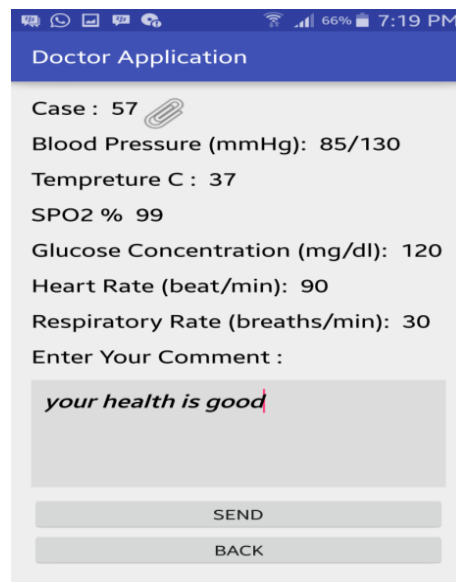 66% 7:19 PM
Doctor Application
Case : 57
Blood Pressure (mmHg): 85/130
Tempreture C : 37
SPO2 % 99
Glucose Concentration (mg/dl): 120
Heart Rate (beat/min): 90
Respiratory Rate (breaths/min): 30
Enter Your Comment :
your health is good
SEND
BACK